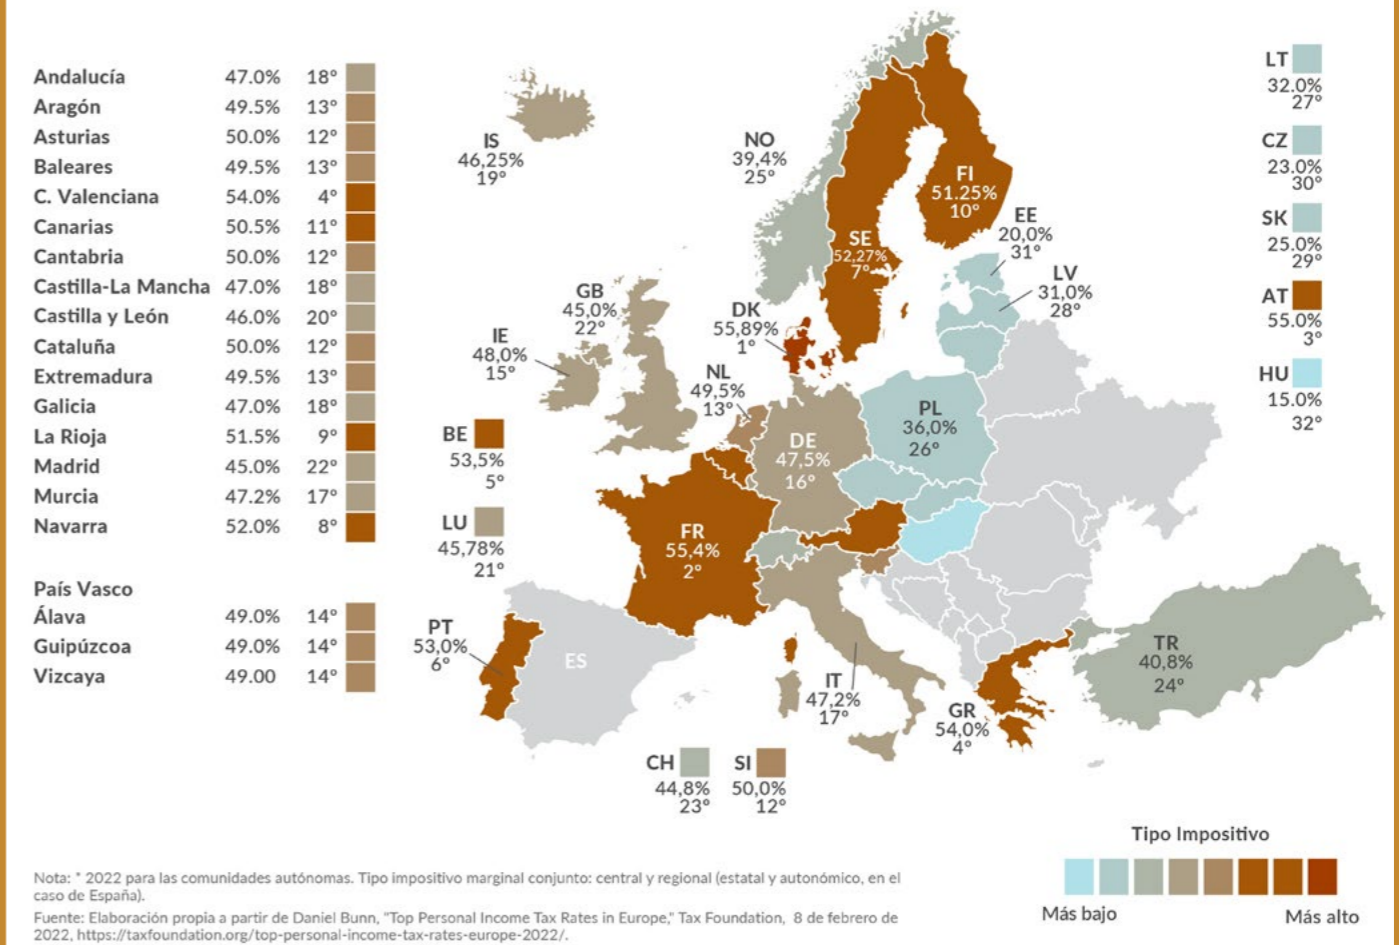 Andalucía 47.0% 18°
Aragón 49.5% 13°
Asturias 50.0% 12°
Baleares 49.5% 13°
C. Valenciana 54.0% 4°
Canarias 50.5% 11°
Cantabria 50.0% 12°
Castilla-La Mancha 47.0% 18°
Castilla y León 46.0% 20°
Cataluña 50.0% 12°
Extremadura 49.5% 13°
Galicia 47.0% 18°
La Rioja 51.5% 9°
Madrid 45.0% 22°
Murcia 47.2% 17°
Navarra 52.0% 8°
País Vasco
Álava 49.0% 14°
Guipúzcoa 49.0% 14°
Vizcaya 49.00 14°
IS
46,25%
19°
NO
39,4%
25°
FI
51.25%
10°
SE
52,27%
7°
EE
20,0%
31°
LV
31,0%
28°
GB
45,0%
22°
IE
48,0%
15°
DK
55,89%
1°
NL
49,5%
13°
BE
53,5%
5°
LU
45,78%
21°
DE
47,5%
16°
PL
36,0%
26°
FR
55,4%
2°
PT
53,0%
6°
ES
IT
47,2%
17°
GR
54,0%
4°
TR
40,8%
24°
CH
44,8%
23°
SI
50,0%
12°
LT
32.0%
27°
CZ
23.0%
30°
SK
25.0%
29°
AT
55.0%
3°
HU
15.0%
32°
Tipo Impositivo
Más bajo Más alto
Nota: * 2022 para las comunidades autónomas. Tipo impositivo marginal conjunto: central y regional (estatal y autonómico, en el
caso de España).
Fuente: Elaboración propia a partir de Daniel Bunn, "Top Personal Income Tax Rates in Europe," Tax Foundation, 8 de febrero de
2022, https://taxfoundation.org/top-personal-income-tax-rates-europe-2022/.